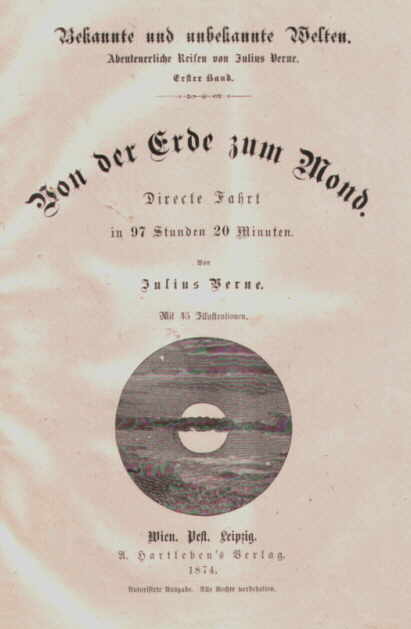 Bekannte und unbekannte Welten.
Abenteuerliche Reisen von Julius Verne.
Erster Band.
Von der Erde zum Mond.
Directe Fahrt
in 97 Stunden 20 Minuten.
Von
Julius Verne.
Mit 45 Illustrationen.
Wien. Pest. Leipzig.
A. Hartleben's Verlag.
1874.
Autorisirte Ausgabe. Alle Rechte vorbehalten.